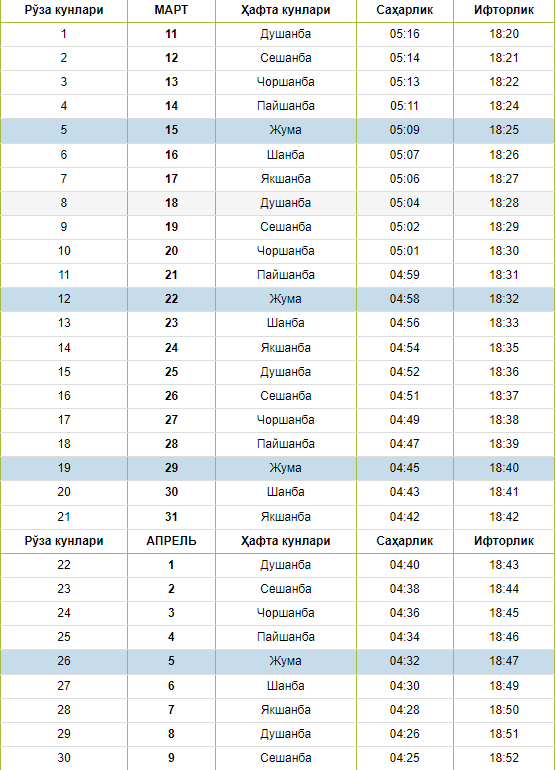 Рўза кунлари МАРТ Ҳафта кунлари Саҳарлик Ифторлик
1 11 Душанба 05:16 18:20
2 12 Сешанба 05:14 18:21
3 13 Чоршанба 05:13 18:22
4 14 Пайшанба 05:11 18:24
5 15 Жума 05:09 18:25
6 16 Шанба 05:07 18:26
7 17 Якшанба 05:06 18:27
8 18 Душанба 05:04 18:28
9 19 Сешанба 05:02 18:29
10 20 Чоршанба 05:01 18:30
11 21 Пайшанба 04:59 18:31
12 22 Жума 04:58 18:32
13 23 Шанба 04:56 18:33
14 24 Якшанба 04:54 18:35
15 25 Душанба 04:52 18:36
16 26 Сешанба 04:51 18:37
17 27 Чоршанба 04:49 18:38
18 28 Пайшанба 04:47 18:39
19 29 Жума 04:45 18:40
20 30 Шанба 04:43 18:41
21 31 Якшанба 04:42 18:42
Рўза кунлари АПРЕЛЬ Ҳафта кунлари Саҳарлик Ифторлик
22 1 Душанба 04:40 18:43
23 2 Сешанба 04:38 18:44
24 3 Чоршанба 04:36 18:45
25 4 Пайшанба 04:34 18:46
26 5 Жума 04:32 18:47
27 6 Шанба 04:30 18:49
28 7 Якшанба 04:28 18:50
29 8 Душанба 04:26 18:51
30 9 Сешанба 04:25 18:52